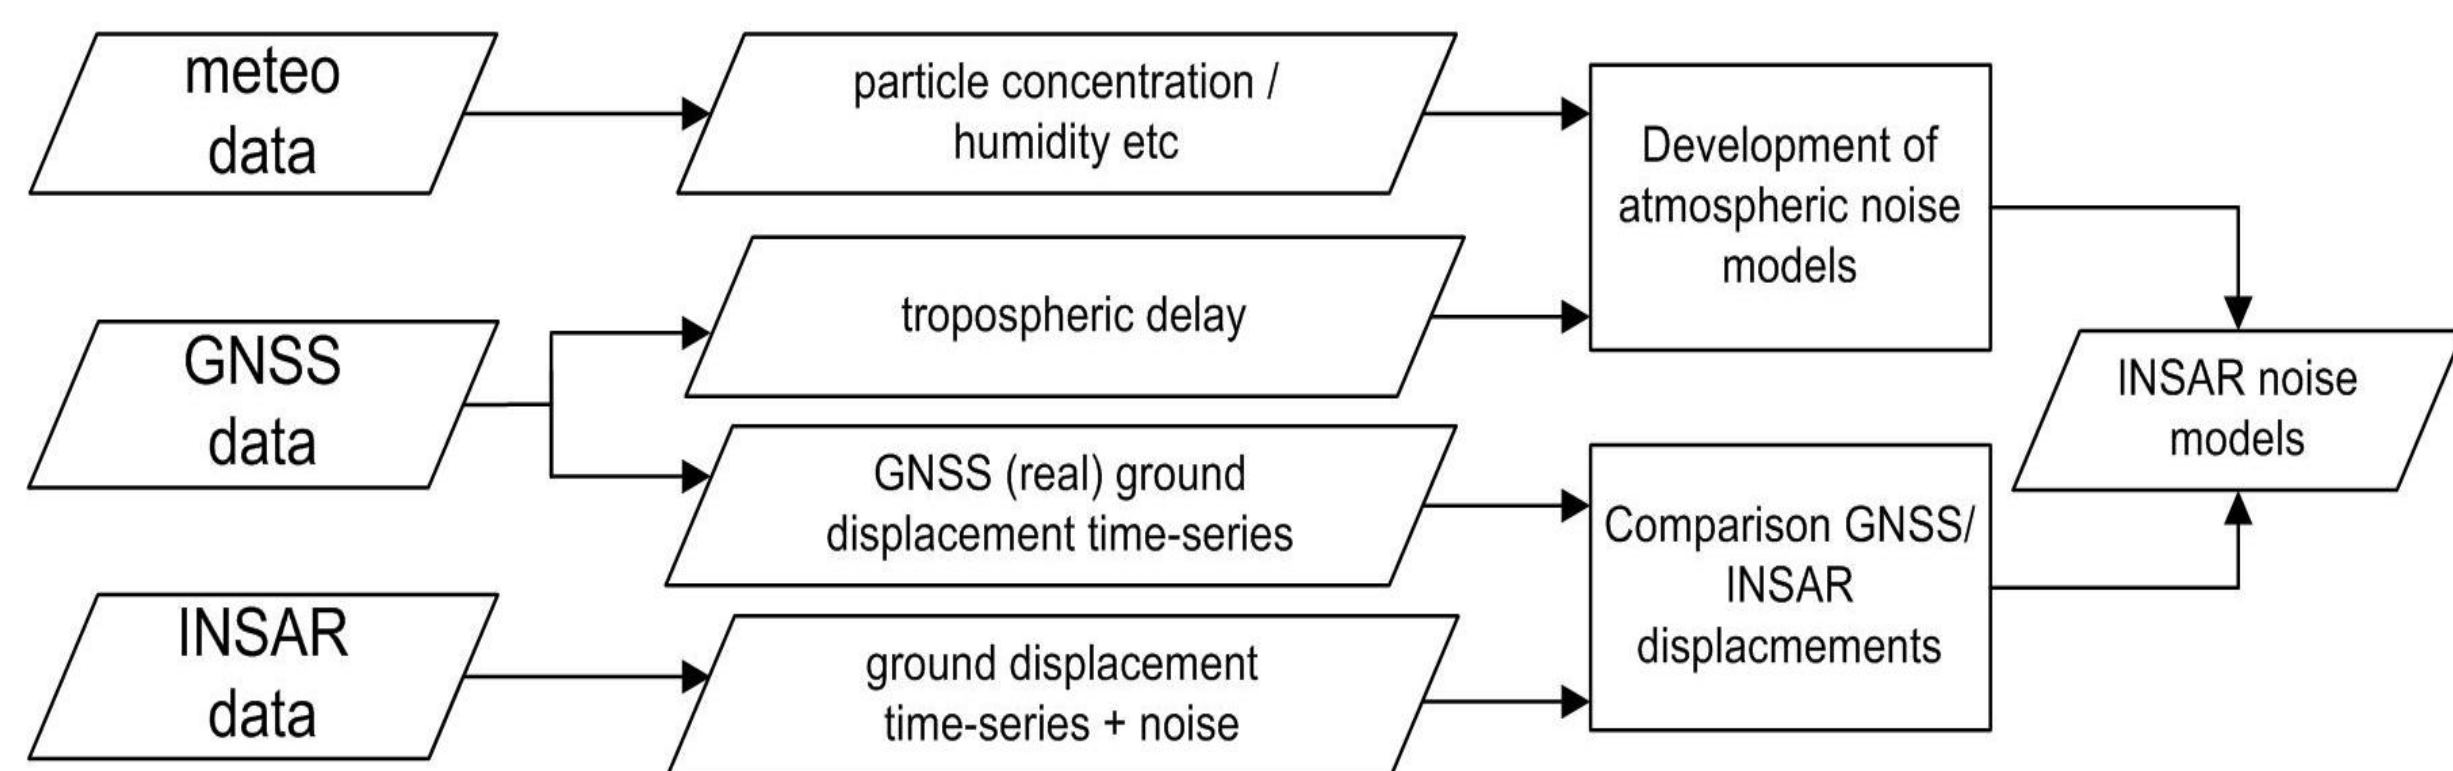 meteo
data
particle concentration /
humidity etc
Development of
atmospheric noise
models
GNSS
data
tropospheric delay
GNSS (real) ground
displacement time-series
INSAR noise
models
Comparison GNSS/
INSAR
displacmements
INSAR
data
ground displacement
time-series + noise